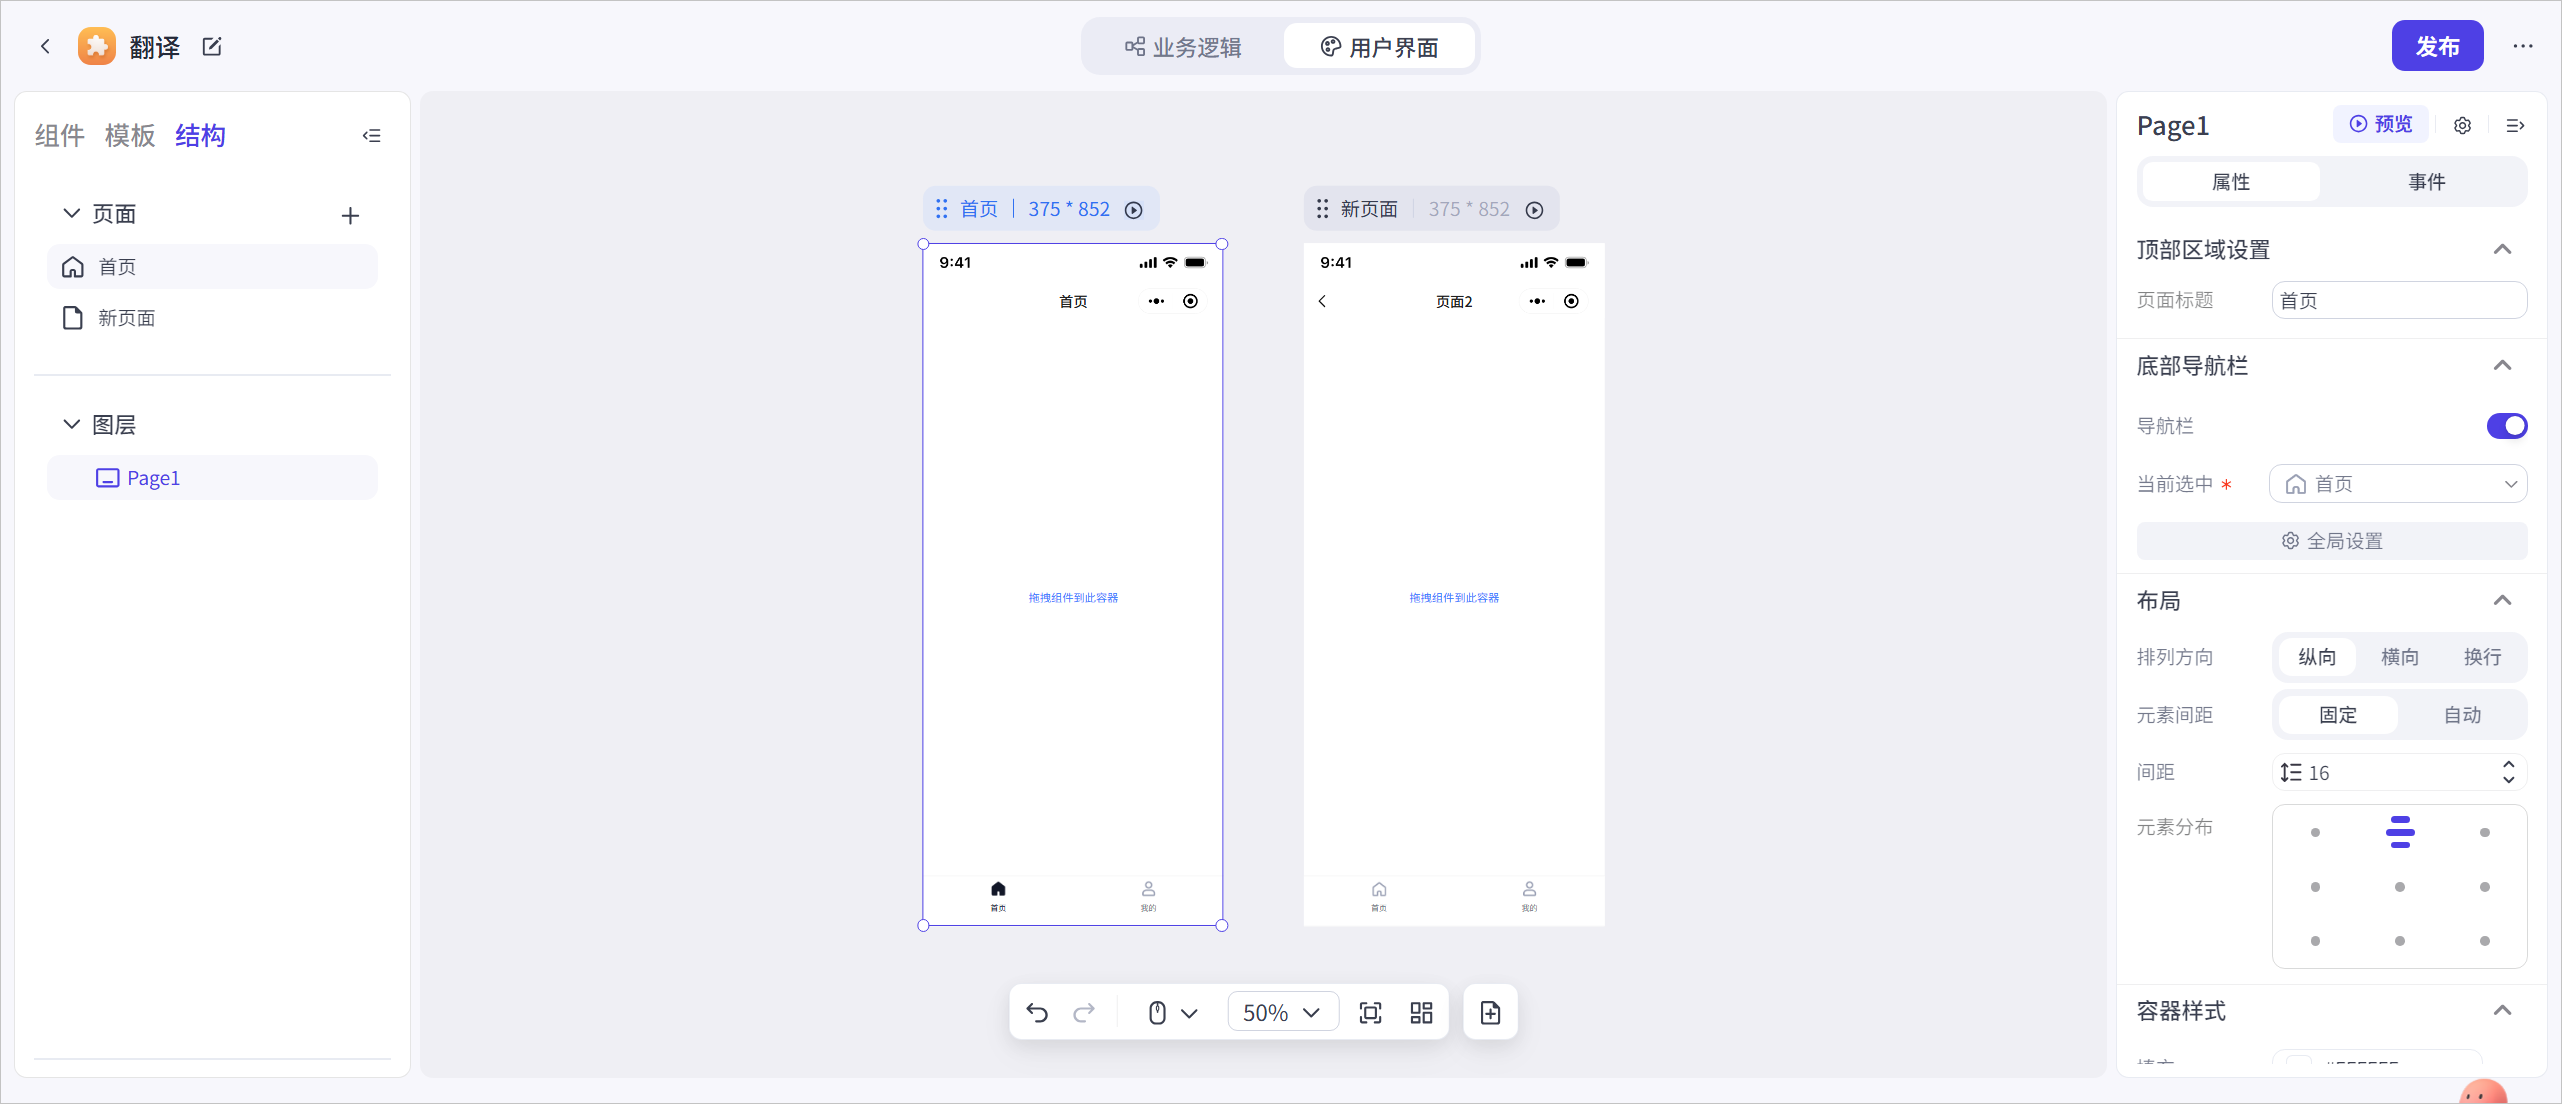 翻译
业务逻辑
用户界面
发布
组件 模板 结构
页面
首页
新页面
图层
Page1
首页 375 * 852
9:41
首页
拖拽组件到此容器
首页 我的
新页面 375 * 852
9:41
页面2
拖拽组件到此容器
首页 我的
50%
Page1
预览
属性 事件
顶部区域设置
页面标题 首页
底部导航栏
导航栏
当前选中 * 首页
全局设置
布局
排列方向 纵向 横向 换行
元素间距 固定 自动
间距 16
元素分布
容器样式